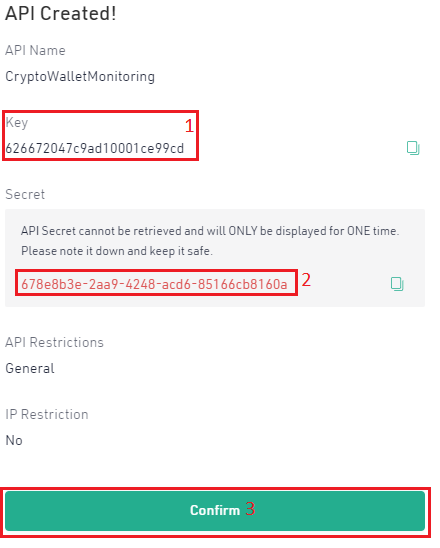 API Created!
API Name
CryptoWalletMonitoring
Key 1
626672047c9ad10001ce99cd
Secret
API Secret cannot be retrieved and will ONLY be displayed for ONE time.
Please note it down and keep it safe.
678e8b3e-2aa9-4248-acd6-85166cb8160a 2
API Restrictions
General
IP Restriction
No
Confirm 3